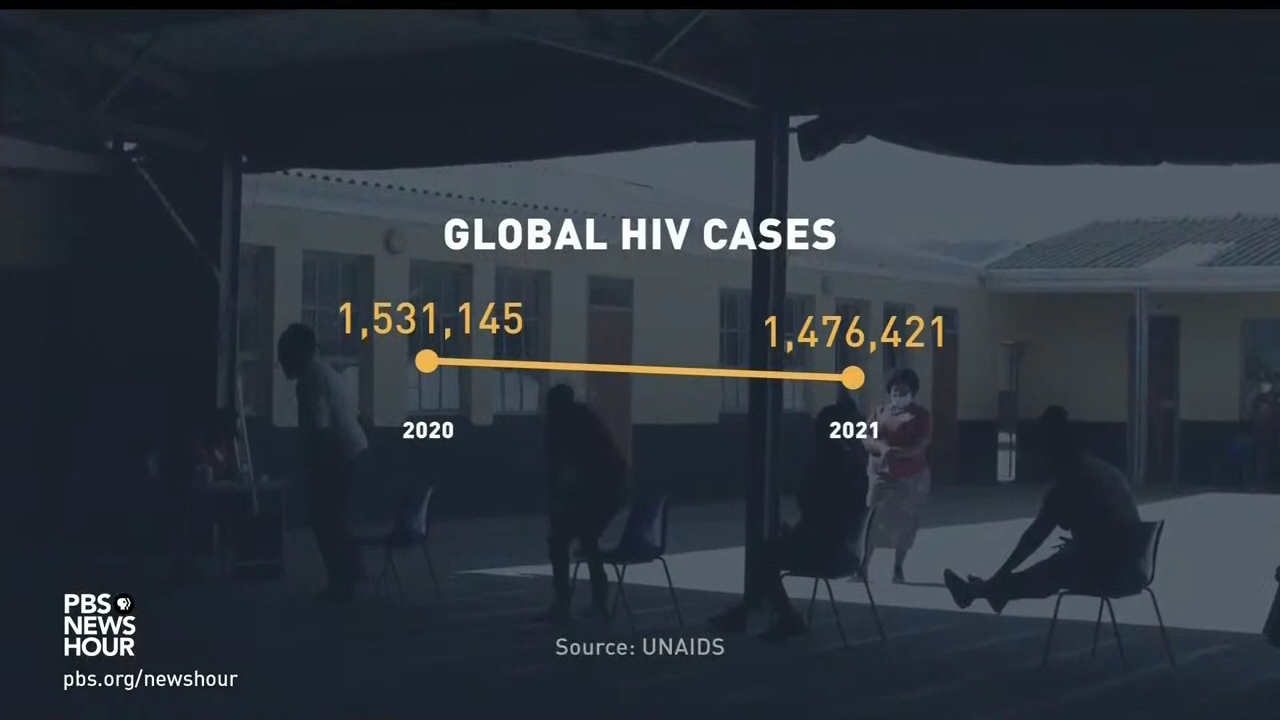 GLOBAL HIV CASES
1,531,145
1,476,421
2020
2021
Source: UNAIDS
PBS
NEWS
HOUR
pbs.org/newshour